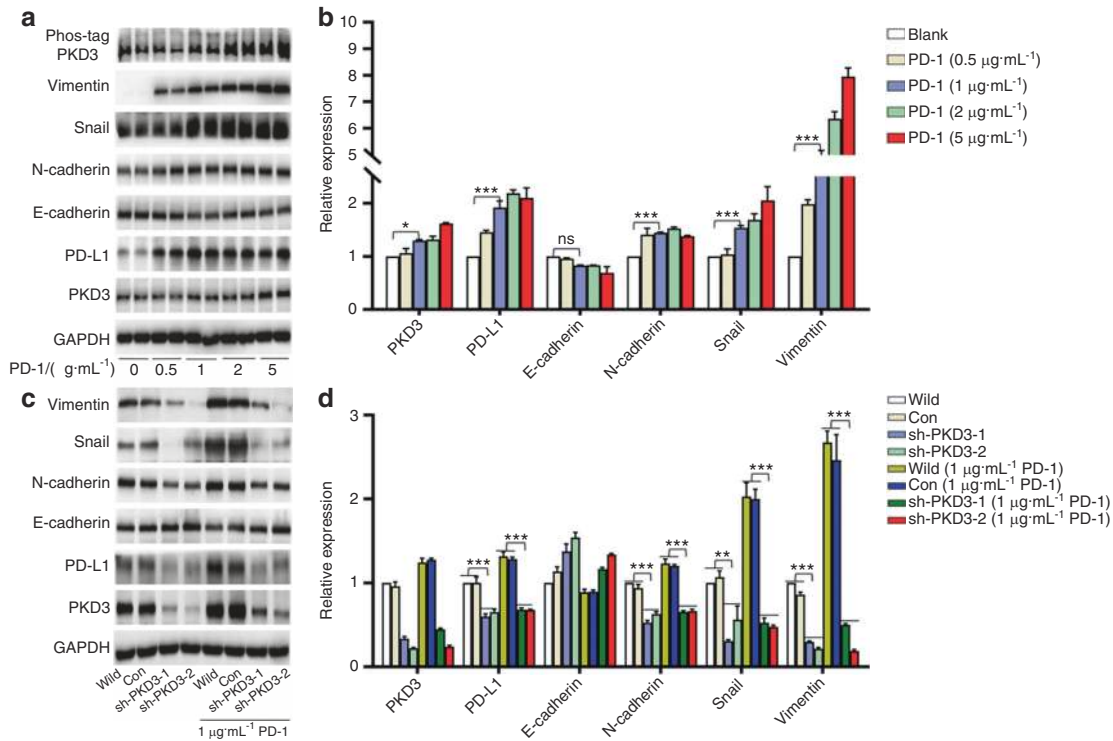 a
Phos-tag
PKD3
Vimentin
Snail
N-cadherin
E-cadherin
PD-L1
PKD3
GAPDH
PD-1/( g·mL⁻¹) 0 0.5 1 2 5
b
Relative expression
10
9
8
7
6
5
2
1
0
*
***
ns
***
***
***
PKD3
PD-L1
E-cadherin
N-cadherin
Snail
Vimentin
Blank
PD-1 (0.5 μg·mL⁻¹)
PD-1 (1 μg·mL⁻¹)
PD-1 (2 μg·mL⁻¹)
PD-1 (5 μg·mL⁻¹)
c
Vimentin
Snail
N-cadherin
E-cadherin
PD-L1
PKD3
GAPDH
Wild
Con
sh-PKD3-1
sh-PKD3-2
Wild
Con
sh-PKD3-1
sh-PKD3-2
1 μg·mL⁻¹ PD-1
d
Relative expression
3
2
1
0
***
***
***
***
**
***
***
***
PKD3
PD-L1
E-cadherin
N-cadherin
Snail
Vimentin
Wild
Con
sh-PKD3-1
sh-PKD3-2
Wild (1 μg·mL⁻¹ PD-1)
Con (1 μg·mL⁻¹ PD-1)
sh-PKD3-1 (1 μg·mL⁻¹ PD-1)
sh-PKD3-2 (1 μg·mL⁻¹ PD-1)